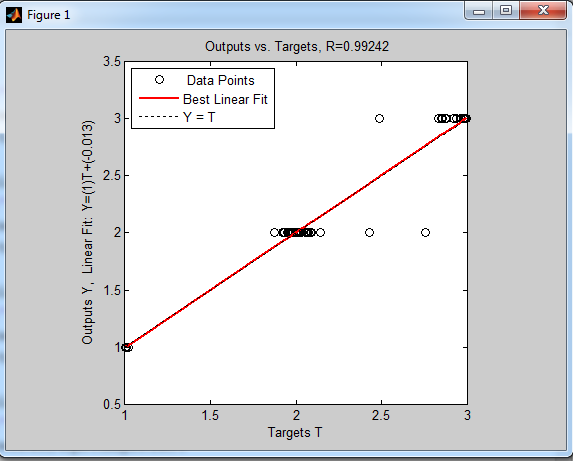 Figure 1
Outputs vs. Targets, R=0.99242
Data Points
Best Linear Fit
Y = T
Outputs Y, Linear Fit: Y=(1)T+(-0.013)
3.5
3
2.5
2
1.5
1
0.5
1
1.5
2
2.5
3
Targets T